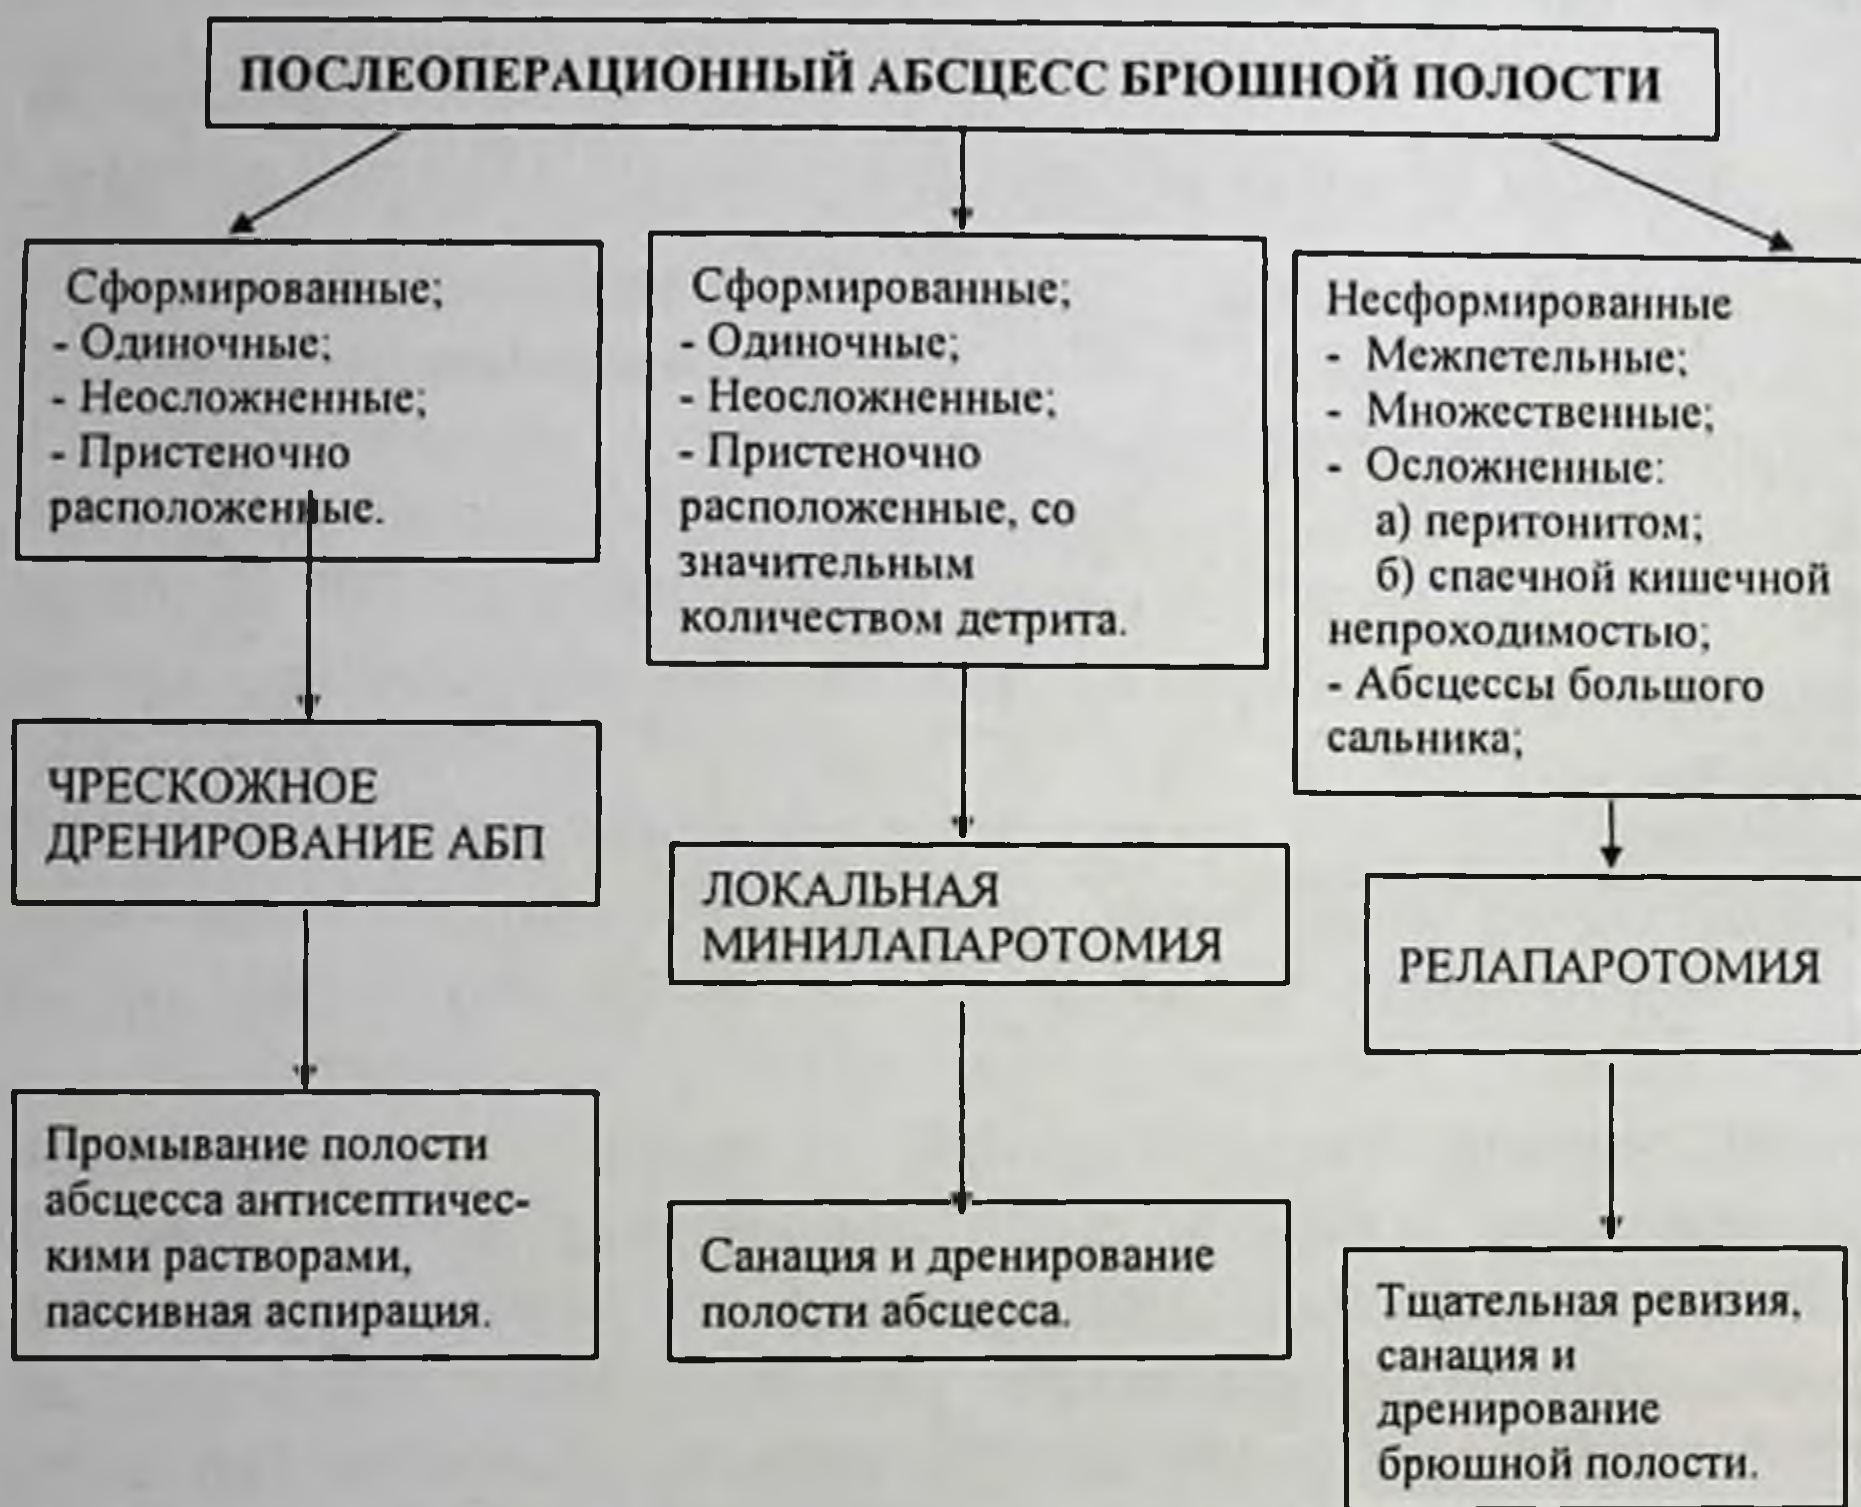 ПОСЛЕОПЕРАЦИОННЫЙ АБСЦЕСС БРЮШНОЙ ПОЛОСТИ
Сформированные;
- Одиночные;
- Неосложненные;
- Пристеночно
расположенные.
ЧРЕСКОЖНОЕ
ДРЕНИРОВАНИЕ АБП
Промывание полости
абсцесса антисептичес-
кими растворами,
пассивная аспирация.
Сформированные;
- Одиночные;
- Неосложненные;
- Пристеночно
расположенные, со
значительным
количеством детрита.
ЛОКАЛЬНАЯ
МИНИЛАПАРОТОМИЯ
Санация и дренирование
полости абсцесса.
Несформированные
- Межпетельные;
- Множественные;
- Осложненные:
а) перитонитом;
б) спаечной кишечной
непроходимостью;
- Абсцессы большого
сальника;
РЕЛАПАРОТОМИЯ
Тщательная ревизия,
санация и
дренирование
брюшной полости.